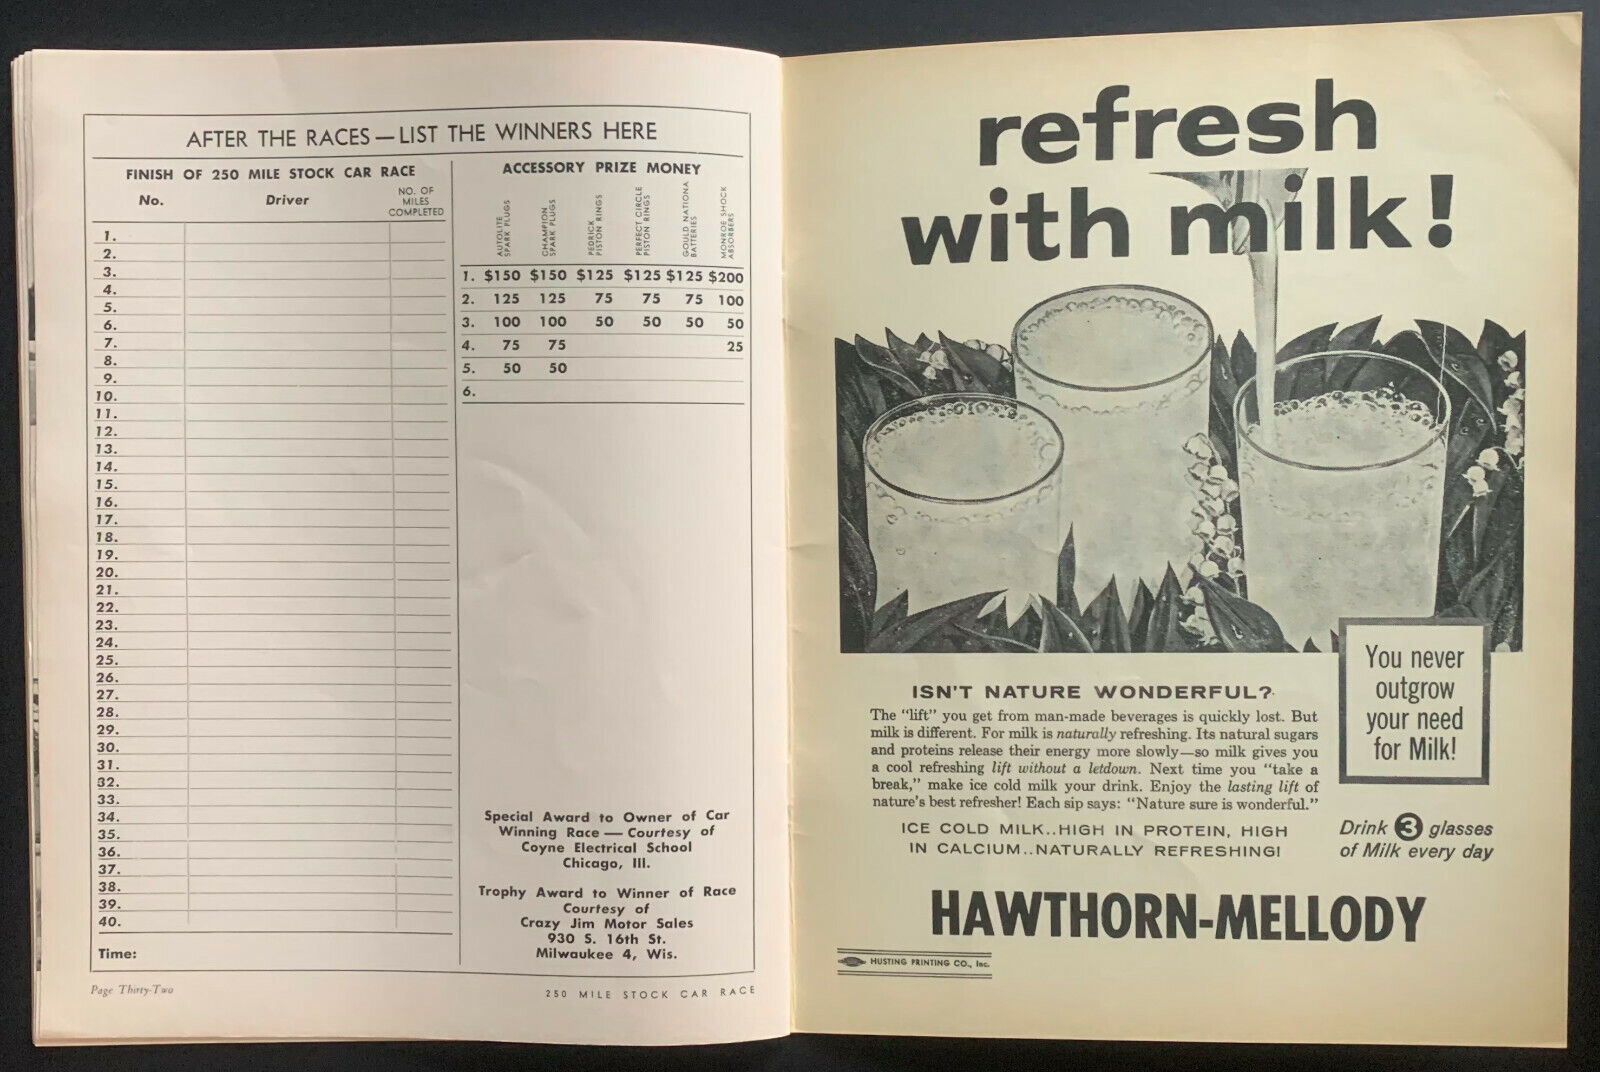 AFTER THE RACES — LIST THE WINNERS HERE
FINISH OF 250 MILE STOCK CAR RACE
No. Driver NO. OF MILES COMPLETED
1.
2.
3.
4.
5.
6.
7.
8.
9.
10.
11.
12.
13.
14.
15.
16.
17.
18.
19.
20.
21.
22.
23.
24.
25.
26.
27.
28.
29.
30.
31.
32.
33.
34.
35.
36.
37.
38.
39.
40.
Time:
ACCESSORY PRIZE MONEY
AUTOLITE SPARK PLUGS
CHAMPION SPARK PLUGS
PEDRICK PISTON RINGS
PERFECT CIRCLE PISTON RINGS
GOULD NATIONA BATTERIES
MONROE SHOCK ABSORBERS
1. $150 $150 $125 $125 $125 $200
2. 125 125 75 75 75 100
3. 100 100 50 50 50 50
4. 75 75 25
5. 50 50
6.
Special Award to Owner of Car
Winning Race — Courtesy of
Coyne Electrical School
Chicago, Ill.
Trophy Award to Winner of Race
Courtesy of
Crazy Jim Motor Sales
930 S. 16th St.
Milwaukee 4, Wis.
Page Thirty-Two
250 MILE STOCK CAR RACE
refresh
with milk!
You never
outgrow
your need
for Milk!
ISN'T NATURE WONDERFUL?
The "lift" you get from man-made beverages is quickly lost. But
milk is different. For milk is naturally refreshing. Its natural sugars
and proteins release their energy more slowly—so milk gives you
a cool refreshing lift without a letdown. Next time you "take a
break," make ice cold milk your drink. Enjoy the lasting lift of
nature's best refresher! Each sip says: "Nature sure is wonderful."
ICE COLD MILK..HIGH IN PROTEIN, HIGH
IN CALCIUM..NATURALLY REFRESHING!
Drink 3 glasses
of Milk every day
HAWTHORN-MELLODY
HUSTING PRINTING CO., Inc.